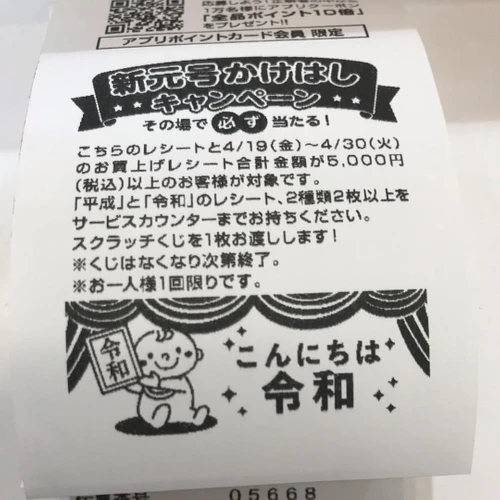 1万名様に
「全品ポイント10倍」
をプレゼント!!
アプリポイントカード会員 限定
新元号かけはし
キャンペーン
その場で必ず当たる!
こちらのレシートと4/19(金)~4/30(火)
のお買上げレシート合計金額が5,000円
(税込)以上のお客様が対象です。
「平成」と「令和」のレシート、2種類2枚以上を
サービスカウンターまでお持ちください。
スクラッチくじを1枚お渡しします!
※くじはなくなり次第終了。
※お一人様1回限りです。
令和
こんにちは
令和
05668